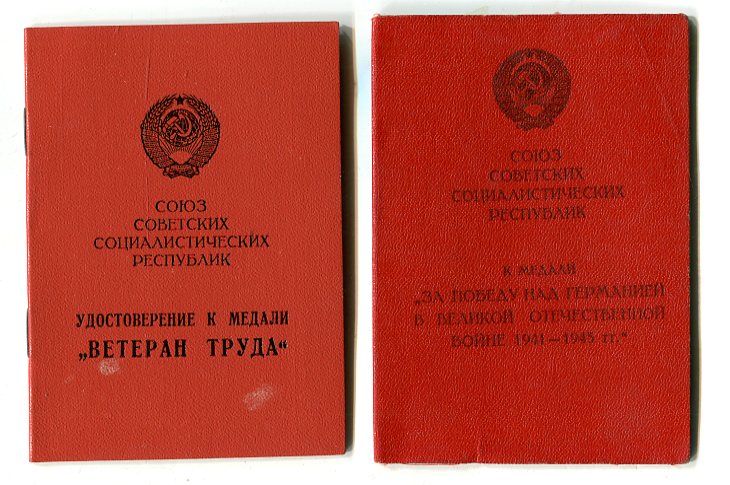 СОЮЗ
СОВЕТСКИХ
СОЦИАЛИСТИЧЕСКИХ
РЕСПУБЛИК
УДОСТОВЕРЕНИЕ К МЕДАЛИ
„ВЕТЕРАН ТРУДА“
СОЮЗ
СОВЕТСКИХ
СОЦИАЛИСТИЧЕСКИХ
РЕСПУБЛИК
К МЕДАЛИ
„ЗА ПОБЕДУ НАД ГЕРМАНИЕЙ
В ВЕЛИКОЙ ОТЕЧЕСТВЕННОЙ
ВОЙНЕ 1941—1945 гг.“